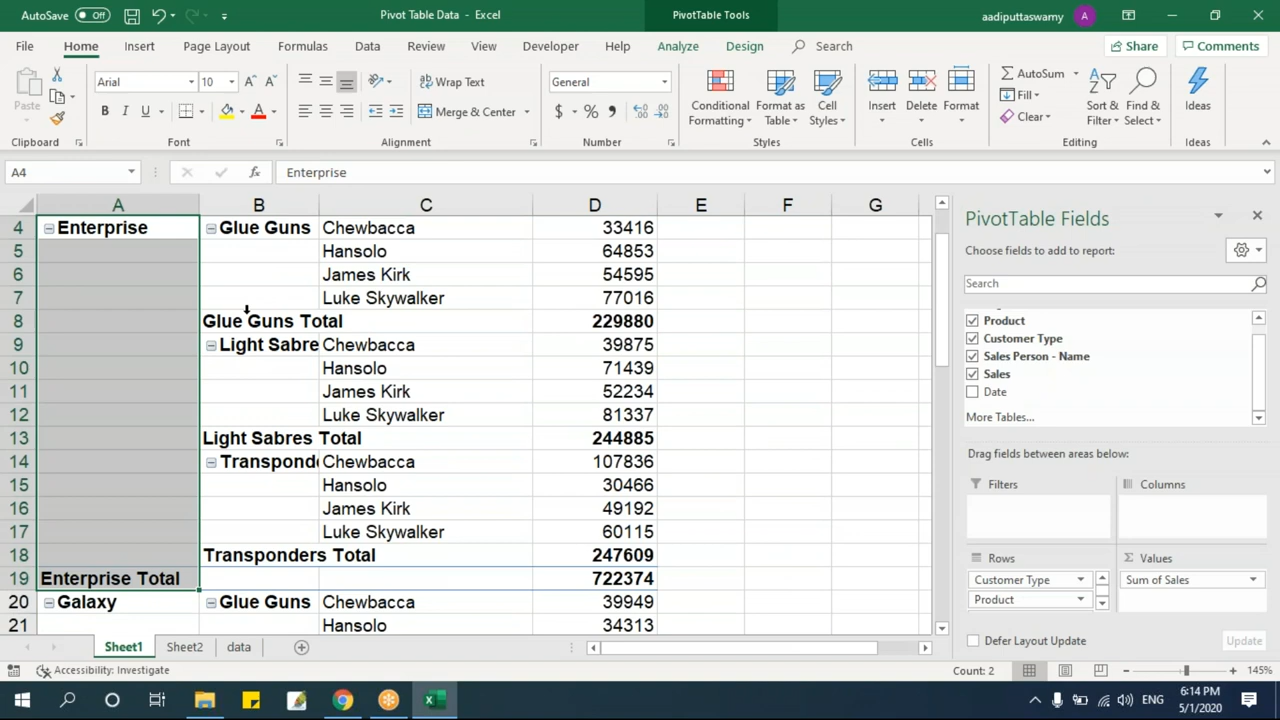 AutoSave Off
Pivot Table Data - Excel
PivotTable Tools
aadiputtaswamy A
File Home Insert Page Layout Formulas Data Review View Developer Help Analyze Design Search Share Comments
Paste
Arial 10
B I U A
Wrap Text
Merge & Center
General
$ % ,
Conditional Formatting
Format as Table
Cell Styles
Insert
Delete
Format
AutoSum
Fill
Clear
Sort & Filter
Find & Select
Ideas
Clipboard Font Alignment Number Styles Cells Editing Ideas
A4 fx Enterprise
A B C D E F G
4 Enterprise Glue Guns Chewbacca 33416
5 Hansolo 64853
6 James Kirk 54595
7 Luke Skywalker 77016
8 Glue Guns Total 229880
9 Light Sabre Chewbacca 39875
10 Hansolo 71439
11 James Kirk 52234
12 Luke Skywalker 81337
13 Light Sabres Total 244885
14 Transpond Chewbacca 107836
15 Hansolo 30466
16 James Kirk 49192
17 Luke Skywalker 60115
18 Transponders Total 247609
19 Enterprise Total 722374
20 Galaxy Glue Guns Chewbacca 39949
21 Hansolo 34313
PivotTable Fields
Choose fields to add to report:
Search
Product
Customer Type
Sales Person - Name
Sales
Date
More Tables...
Drag fields between areas below:
Filters Columns
Rows Σ Values
Customer Type Sum of Sales
Product
Defer Layout Update Update
Sheet1 Sheet2 data
Accessibility: Investigate Count: 2 145%
ENG 6:14 PM
5/1/2020